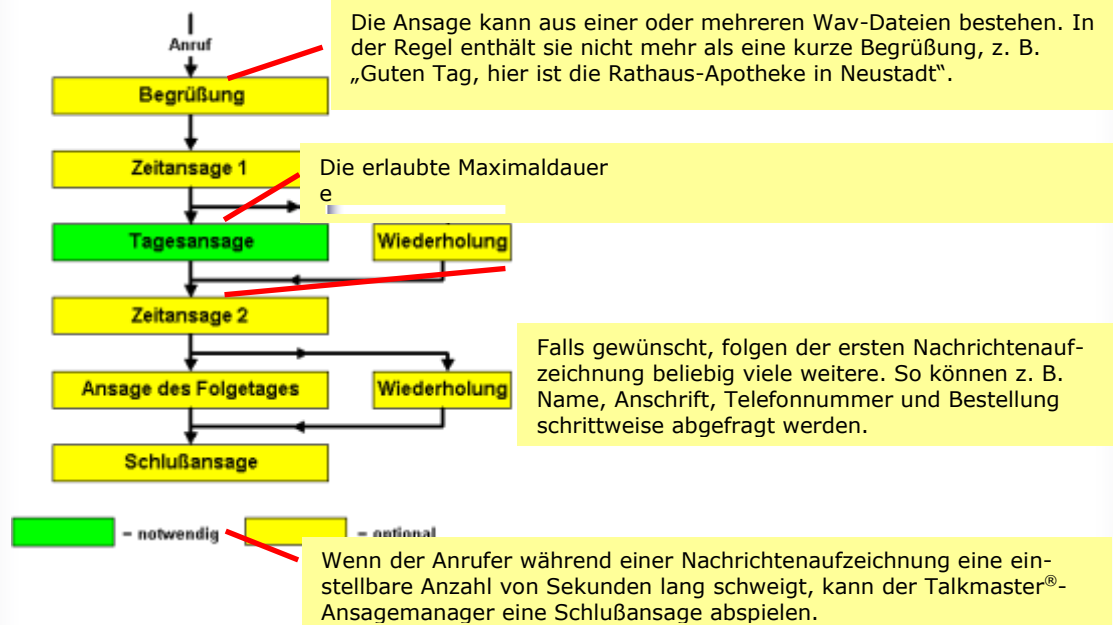 Die Ansage kann aus einer oder mehreren Wav-Dateien bestehen. In
der Regel enthält sie nicht mehr als eine kurze Begrüßung, z. B.
„Guten Tag, hier ist die Rathaus-Apotheke in Neustadt“.
Anruf
Begrüßung
Zeitansage 1
Die erlaubte Maximaldauer
e
Tagesansage
Wiederholung
Zeitansage 2
Falls gewünscht, folgen der ersten Nachrichtenauf-
zeichnung beliebig viele weitere. So können z. B.
Name, Anschrift, Telefonnummer und Bestellung
schrittweise abgefragt werden.
Ansage des Folgetages
Wiederholung
Schlußansage
= notwendig
= optional
Wenn der Anrufer während einer Nachrichtenaufzeichnung eine ein-
stellbare Anzahl von Sekunden lang schweigt, kann der Talkmaster®-
Ansagemanager eine Schlußansage abspielen.